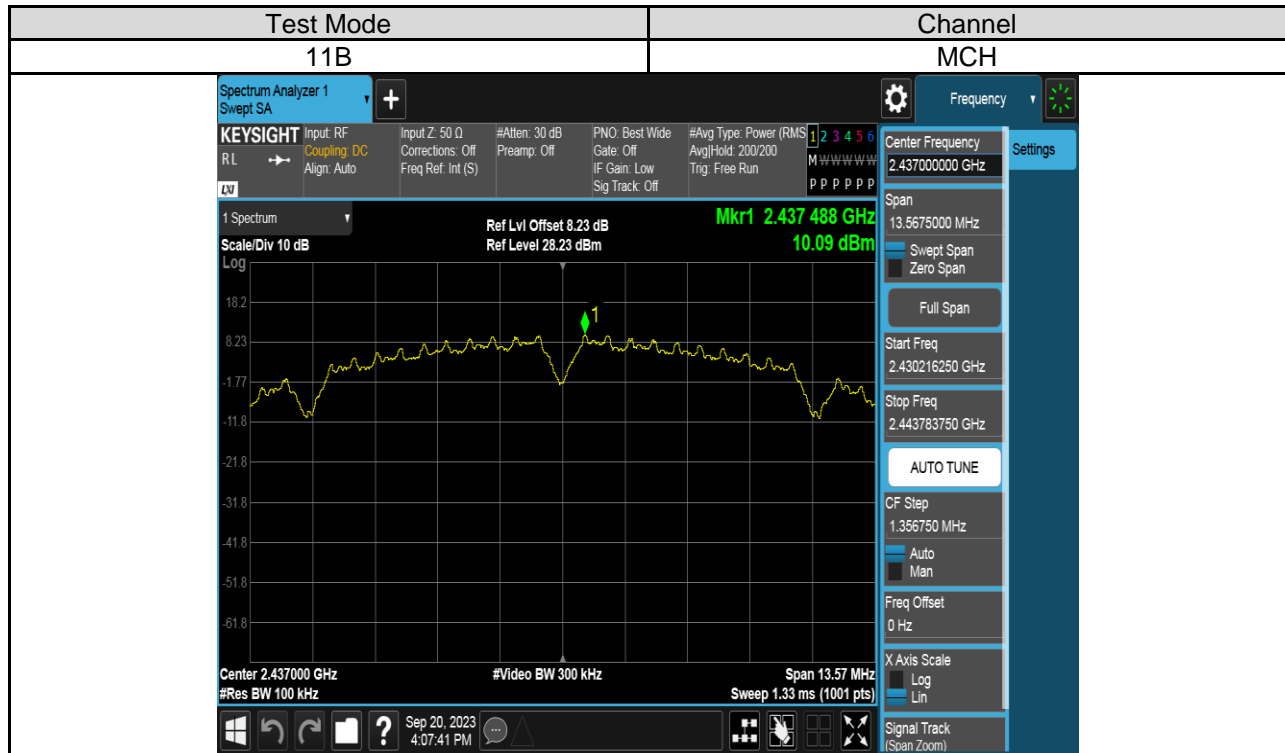 Test Mode Channel
11B MCH
Spectrum Analyzer 1
Swept SA
+
Frequency
KEYSIGHT
RL
LXI
Input: RF
Coupling: DC
Align: Auto
Input Z: 50 Ω
Corrections: Off
Freq Ref: Int (S)
#Atten: 30 dB
Preamp: Off
PNO: Best Wide
Gate: Off
IF Gain: Low
Sig Track: Off
#Avg Type: Power (RMS
Avg|Hold: 200/200
Trig: Free Run
1 2 3 4 5 6
M W W W W W
P P P P P P
1 Spectrum
Scale/Div 10 dB
Ref Lvl Offset 8.23 dB
Ref Level 28.23 dBm
Mkr1 2.437 488 GHz
10.09 dBm
Log
18.2
8.23
-1.77
-11.8
-21.8
-31.8
-41.8
-51.8
-61.8
1
Center 2.437000 GHz
#Res BW 100 kHz
#Video BW 300 kHz
Span 13.57 MHz
Sweep 1.33 ms (1001 pts)
?
Sep 20, 2023
4:07:41 PM
Center Frequency
2.437000000 GHz
Settings
Span
13.5675000 MHz
Swept Span
Zero Span
Full Span
Start Freq
2.430216250 GHz
Stop Freq
2.443783750 GHz
AUTO TUNE
CF Step
1.356750 MHz
Auto
Man
Freq Offset
0 Hz
X Axis Scale
Log
Lin
Signal Track
(Span Zoom)